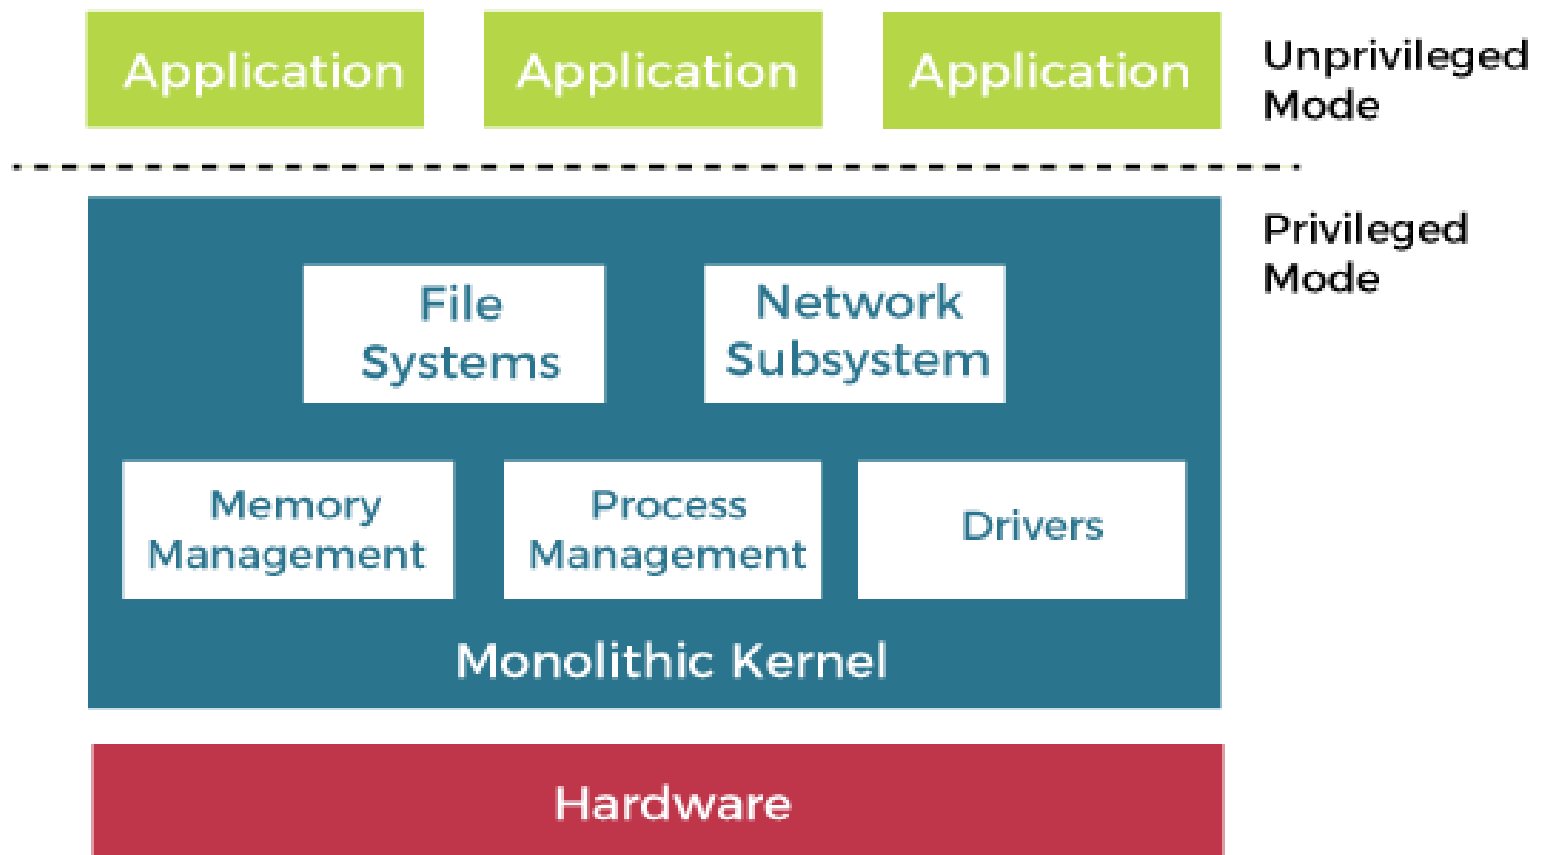 Application
Application
Application
Unprivileged
Mode
Privileged
Mode
File
Systems
Network
Subsystem
Memory
Management
Process
Management
Drivers
Monolithic Kernel
Hardware